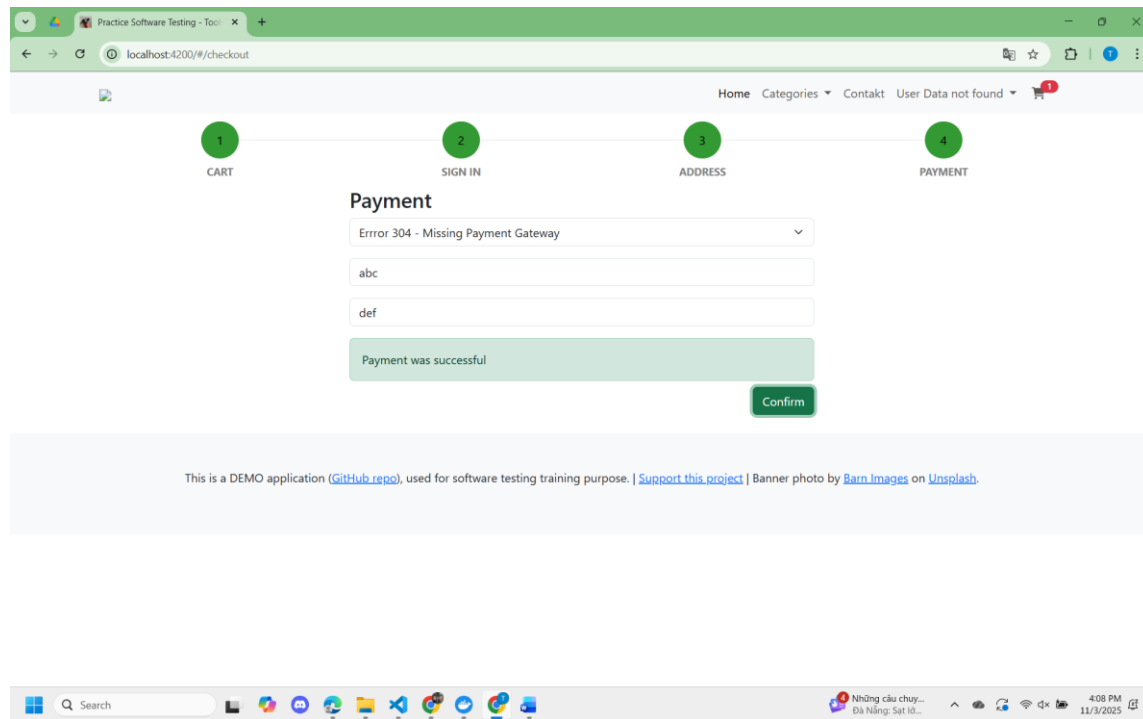 Practice Software Testing - Tool
localhost:4200/#/checkout
T
Home Categories Contakt User Data not found 1
1 2 3 4
CART SIGN IN ADDRESS PAYMENT
Payment
Errror 304 - Missing Payment Gateway
abc
def
Payment was successful
Confirm
This is a DEMO application (GitHub repo), used for software testing training purpose. | Support this project | Banner photo by Barn Images on Unsplash.
Search
4 Những câu chuy...
Đà Nẵng: Sạt lở...
4:08 PM
11/3/2025